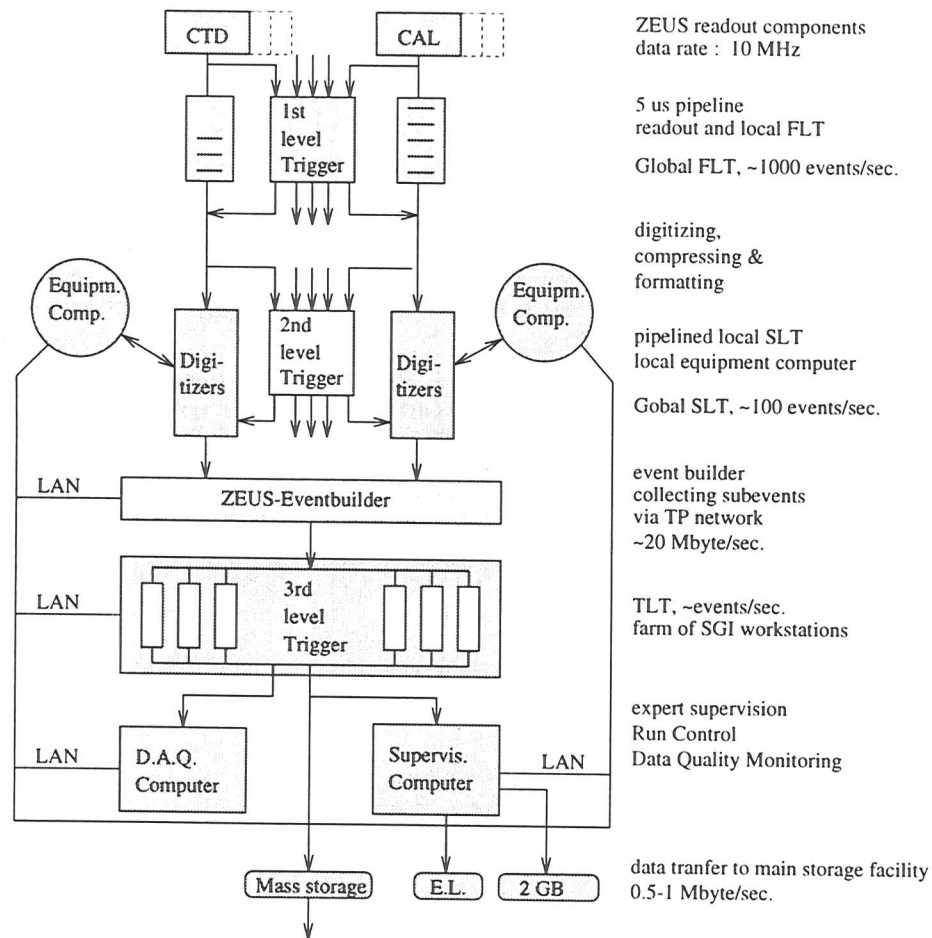 CTD
CAL
ZEUS readout components
data rate : 10 MHz
1st
level
Trigger
5 us pipeline
readout and local FLT
Global FLT, ~1000 events/sec.
digitizing,
compressing &
formatting
Equipm.
Comp.
Equipm.
Comp.
Digi-
tizers
2nd
level
Trigger
Digi-
tizers
pipelined local SLT
local equipment computer
Gobal SLT, ~100 events/sec.
LAN
ZEUS-Eventbuilder
event builder
collecting subevents
via TP network
~20 Mbyte/sec.
LAN
3rd
level
Trigger
TLT, ~events/sec.
farm of SGI workstations
LAN
D.A.Q.
Computer
Supervis.
Computer
LAN
expert supervision
Run Control
Data Quality Monitoring
Mass storage
E.L.
2 GB
data tranfer to main storage facility
0.5-1 Mbyte/sec.